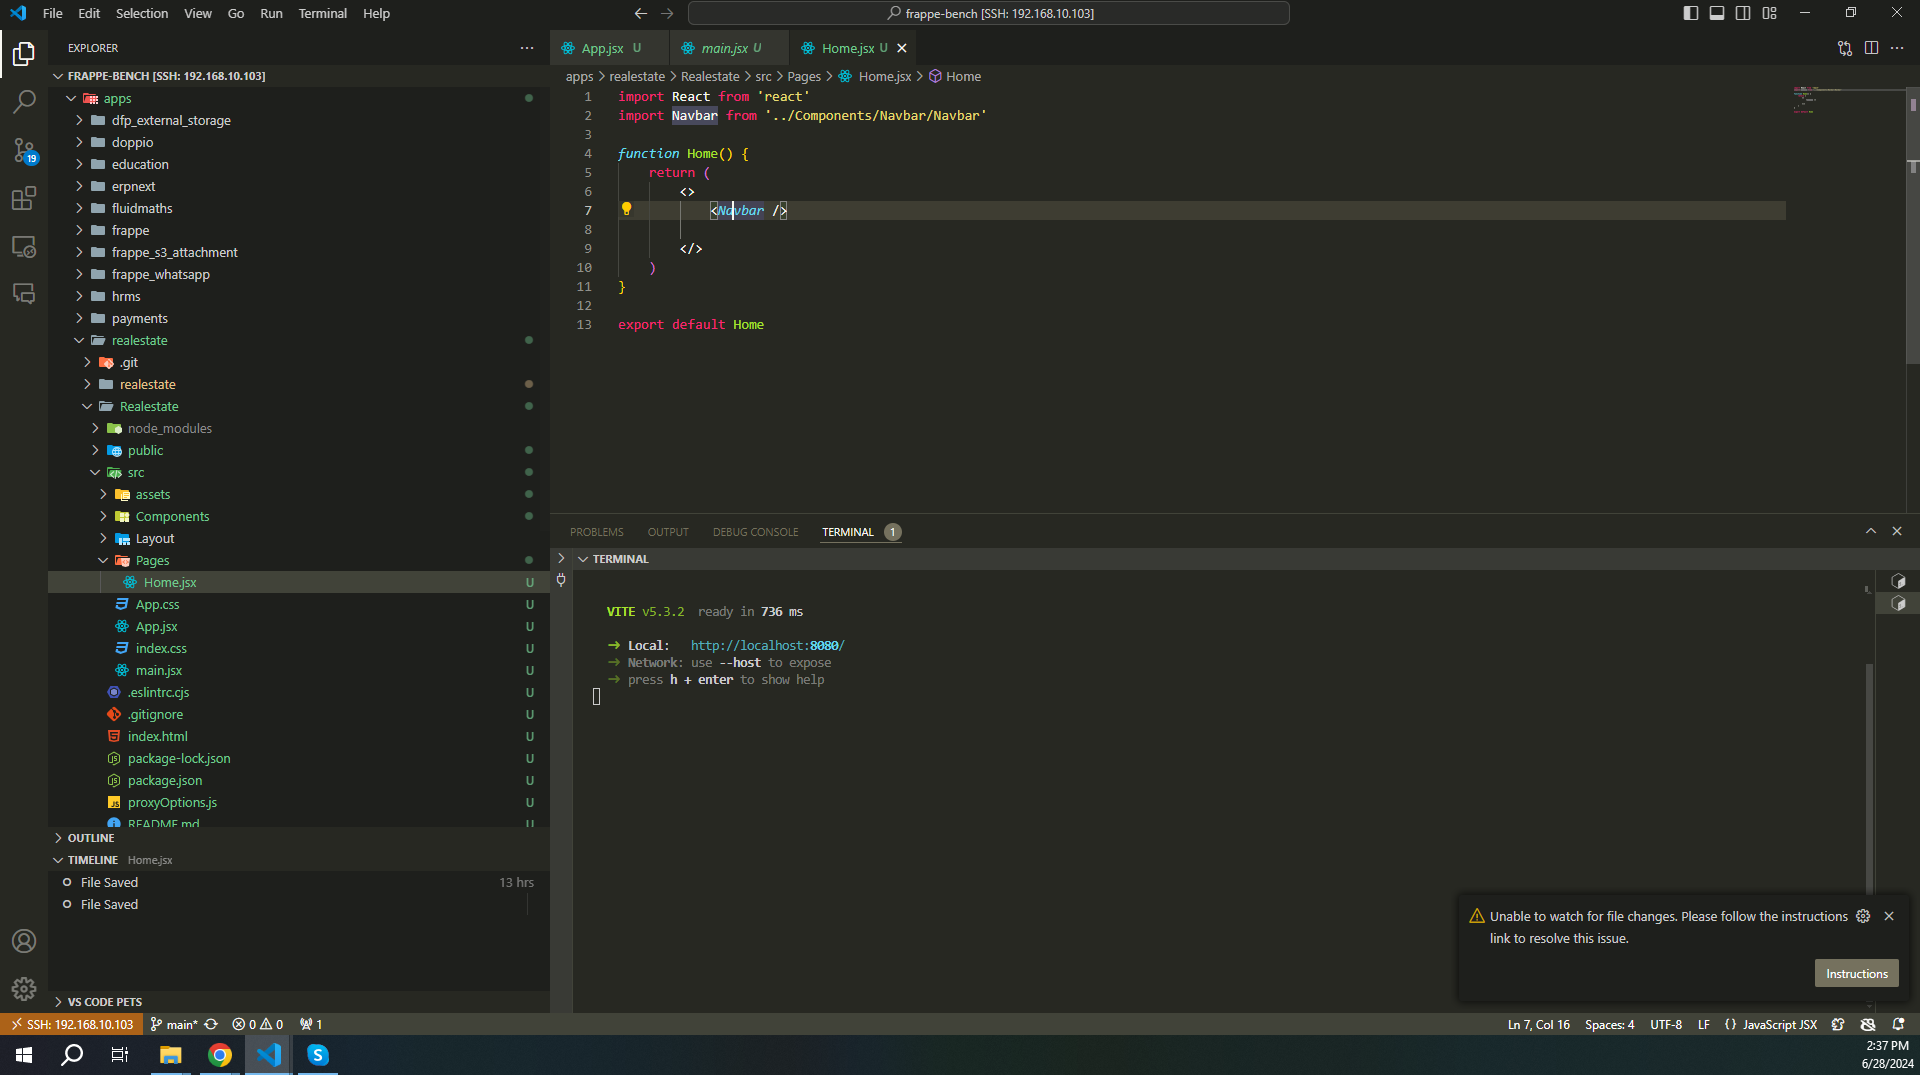 File Edit Selection View Go Run Terminal Help
frappe-bench [SSH: 192.168.10.103]
EXPLORER
FRAPPE-BENCH [SSH: 192.168.10.103]
apps
dfp_external_storage
doppio
education
erpnext
fluidmaths
frappe
frappe_s3_attachment
frappe_whatsapp
hrms
payments
realestate
.git
realestate
Realestate
node_modules
public
src
assets
Components
Layout
Pages
Home.jsx U
App.css U
App.jsx U
index.css U
main.jsx U
.eslintrc.cjs U
.gitignore U
index.html U
package-lock.json U
package.json U
proxyOptions.js U
README.md U
OUTLINE
TIMELINE Home.jsx
File Saved 13 hrs
File Saved
VS CODE PETS
19
App.jsx U
main.jsx U
Home.jsx U
apps > realestate > Realestate > src > Pages > Home.jsx > Home
1 import React from 'react'
2 import Navbar from '../Components/Navbar/Navbar'
3
4 function Home() {
5 return (
6 <>
7 <Navbar />
8
9 </>
10 )
11 }
12
13 export default Home
PROBLEMS OUTPUT DEBUG CONSOLE TERMINAL 1
TERMINAL
VITE v5.3.2 ready in 736 ms
➜ Local: http://localhost:8080/
➜ Network: use --host to expose
➜ press h + enter to show help
Unable to watch for file changes. Please follow the instructions
link to resolve this issue.
Instructions
SSH: 192.168.10.103 main* 0 0 1
Ln 7, Col 16 Spaces: 4 UTF-8 LF {} JavaScript JSX
2:37 PM
6/28/2024